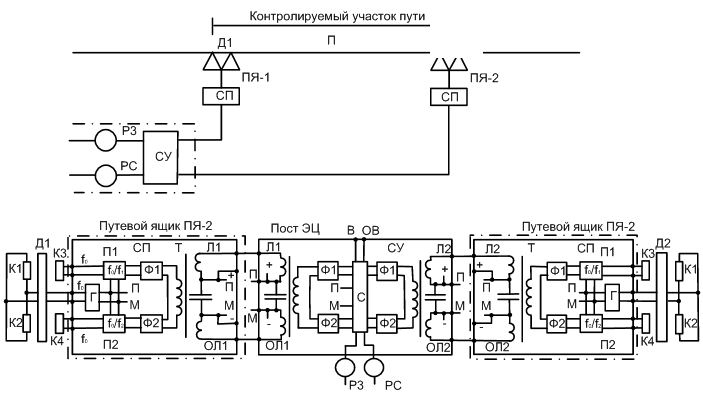 Контролируемый участок пути
Д1
П
ПЯ-1
ПЯ-2
СП
СП
РЗ
СУ
РС
Путевой ящик ПЯ-2
Пост ЭЦ
В ОВ
Путевой ящик ПЯ-2
Д1
К3
f₀
П1
СП
Т
Л1
Л1
СУ
Л2
Л2
Т
СП
П1
К3
Д2
К1
f₀/f₁
Ф1
+
+
П
Ф1
Ф1
+
П
+
Ф1
f₀/f₁
К1
f₀
Г
П
М
М
П
М
С
М
П
М
Г
К2
f₀/f₂
Ф2
-
-
Ф2
Ф2
-
-
Ф2
f₀/f₂
К2
К4
f₀
П2
ОЛ1
ОЛ1
ОЛ2
ОЛ2
П2
К4
РЗ
РС